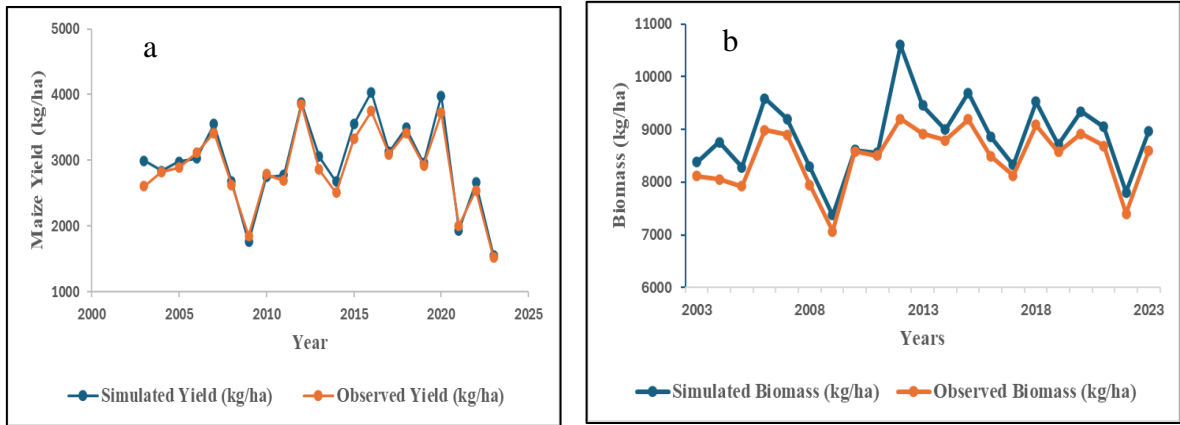 a
5000
4000
3000
2000
1000
Maize Yield (kg/ha)
2000 2005 2010 2015 2020 2025
Year
Simulated Yield (kg/ha) Observed Yield (kg/ha)
b
11000
10000
9000
8000
7000
6000
Biomass (kg/ha)
2003 2008 2013 2018 2023
Years
Simulated Biomass (kg/ha) Observed Biomass (kg/ha)